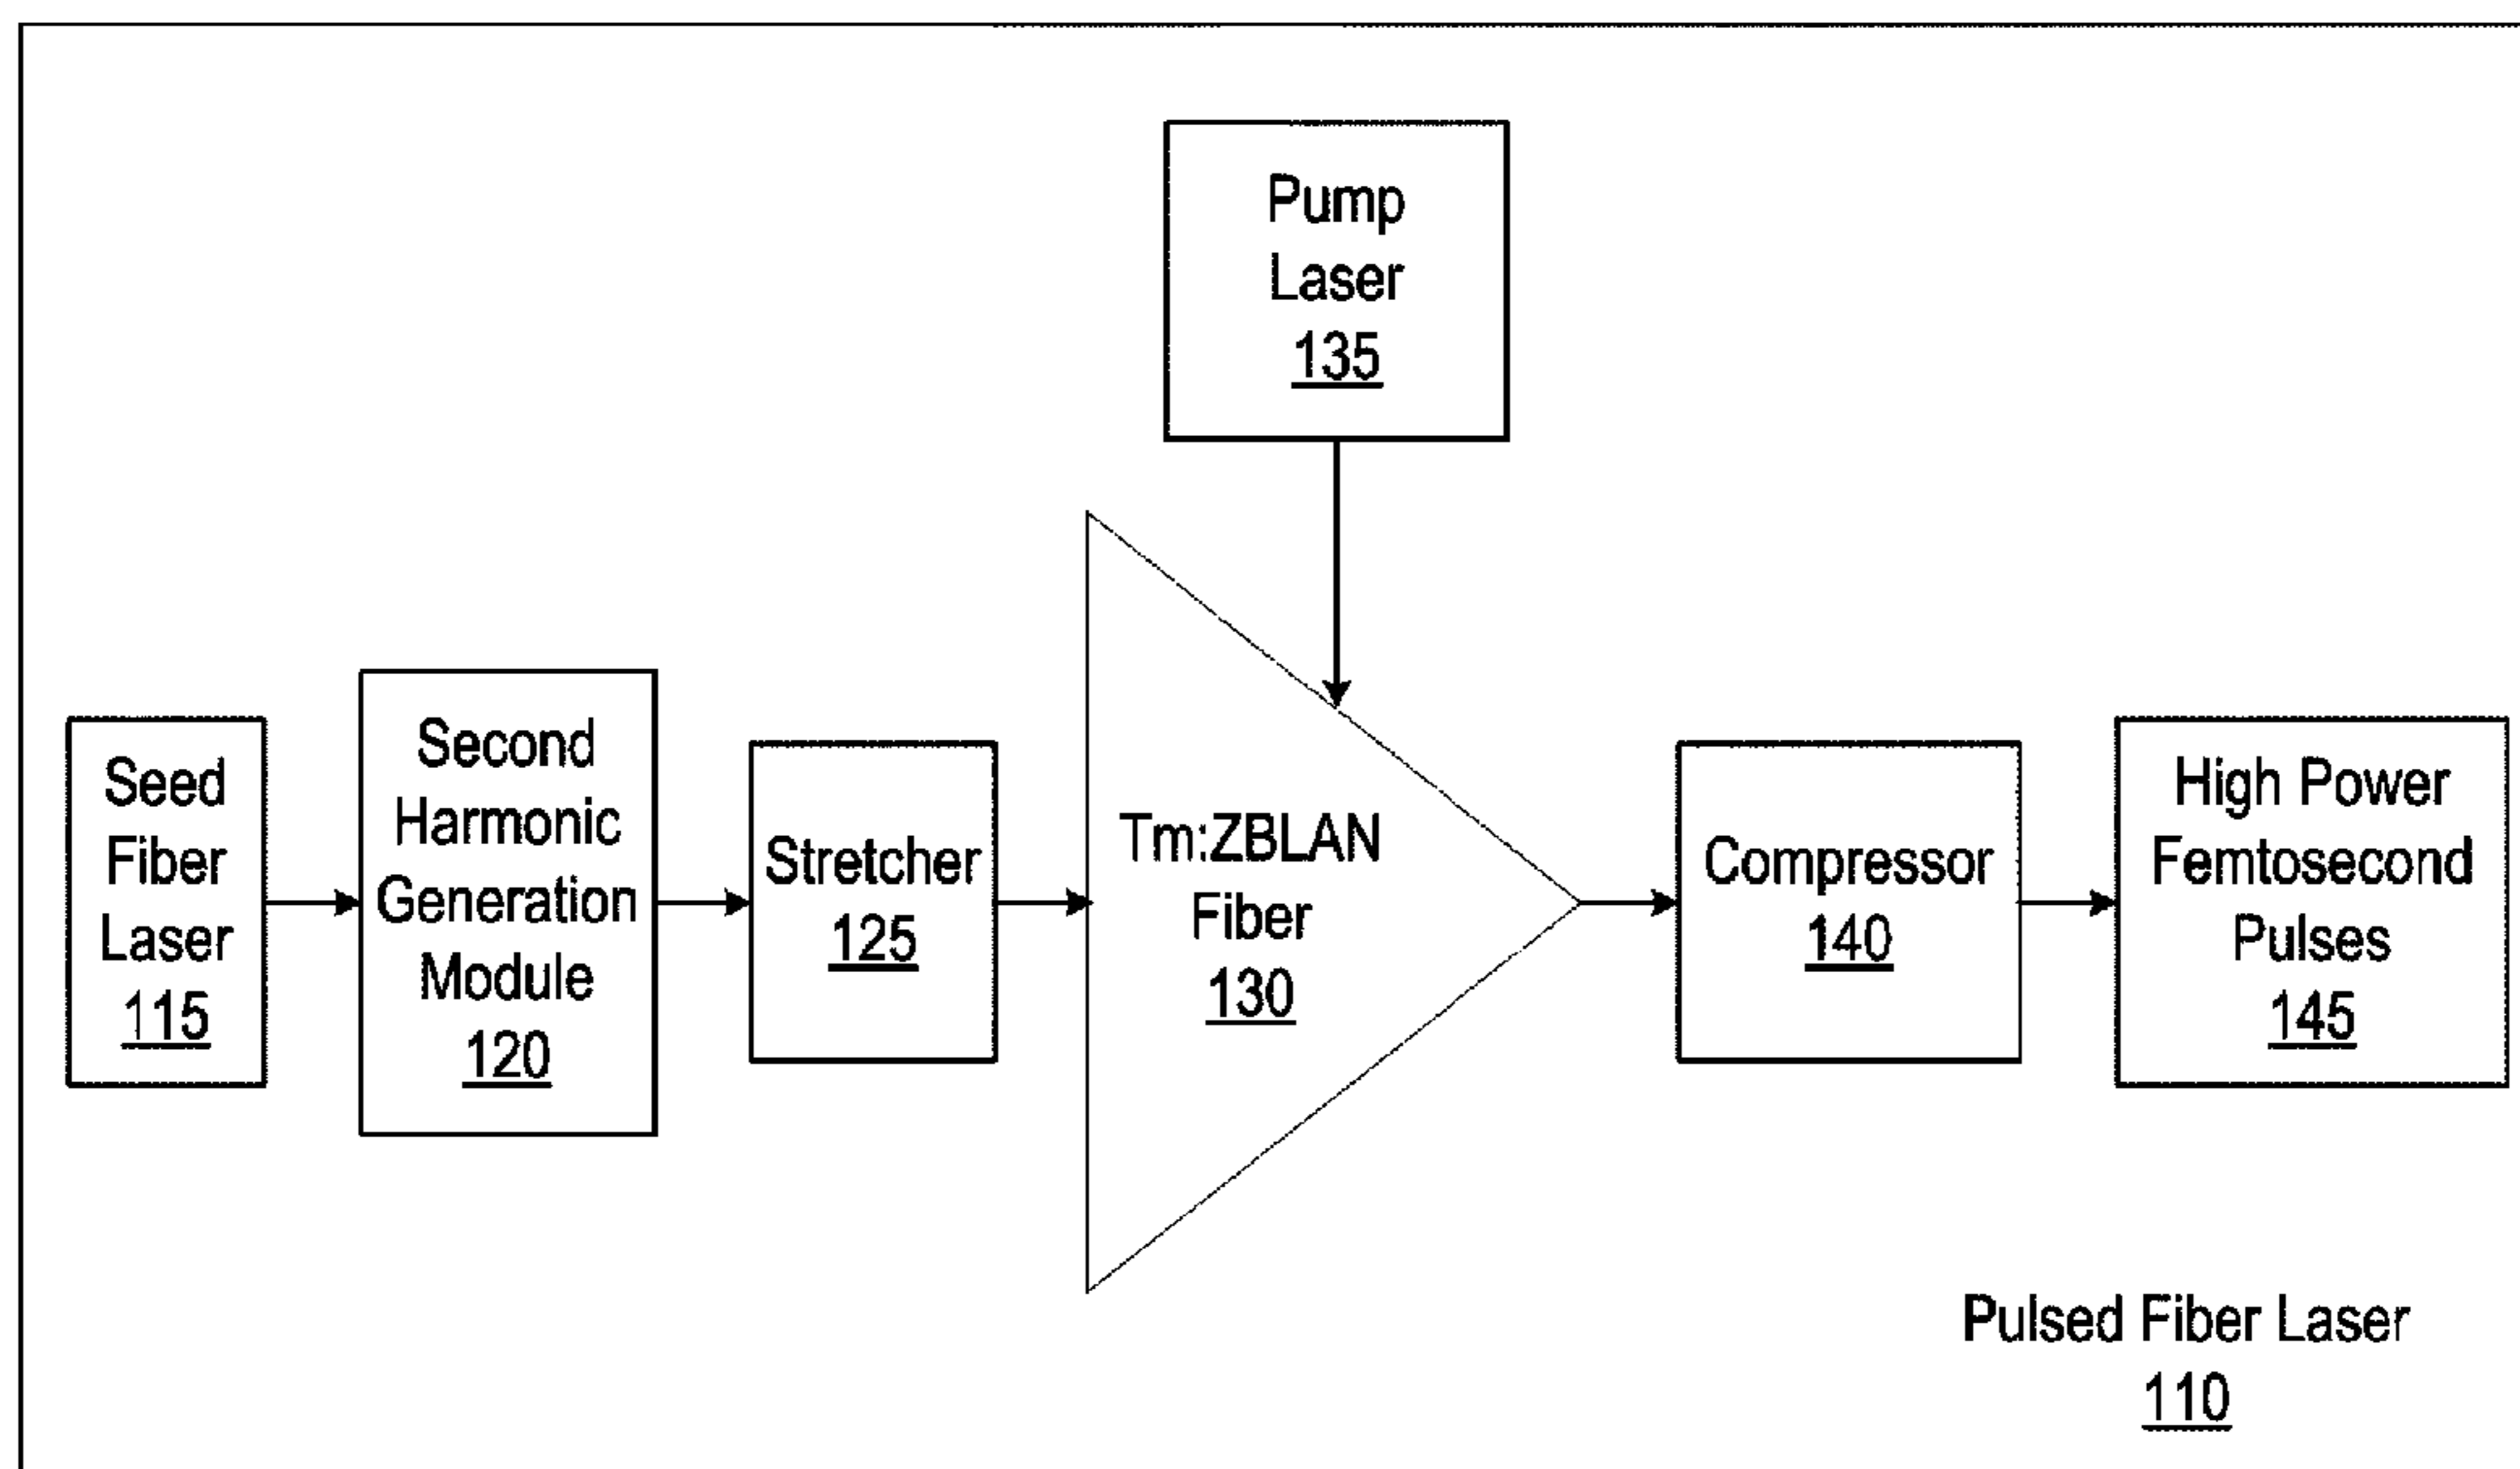 Pump
Laser
135
Seed
Fiber
Laser
115
Second
Harmonic
Generation
Module
120
Stretcher
125
Tm:ZBLAN
Fiber
130
Compressor
140
High Power
Femtosecond
Pulses
145
Pulsed Fiber Laser
110